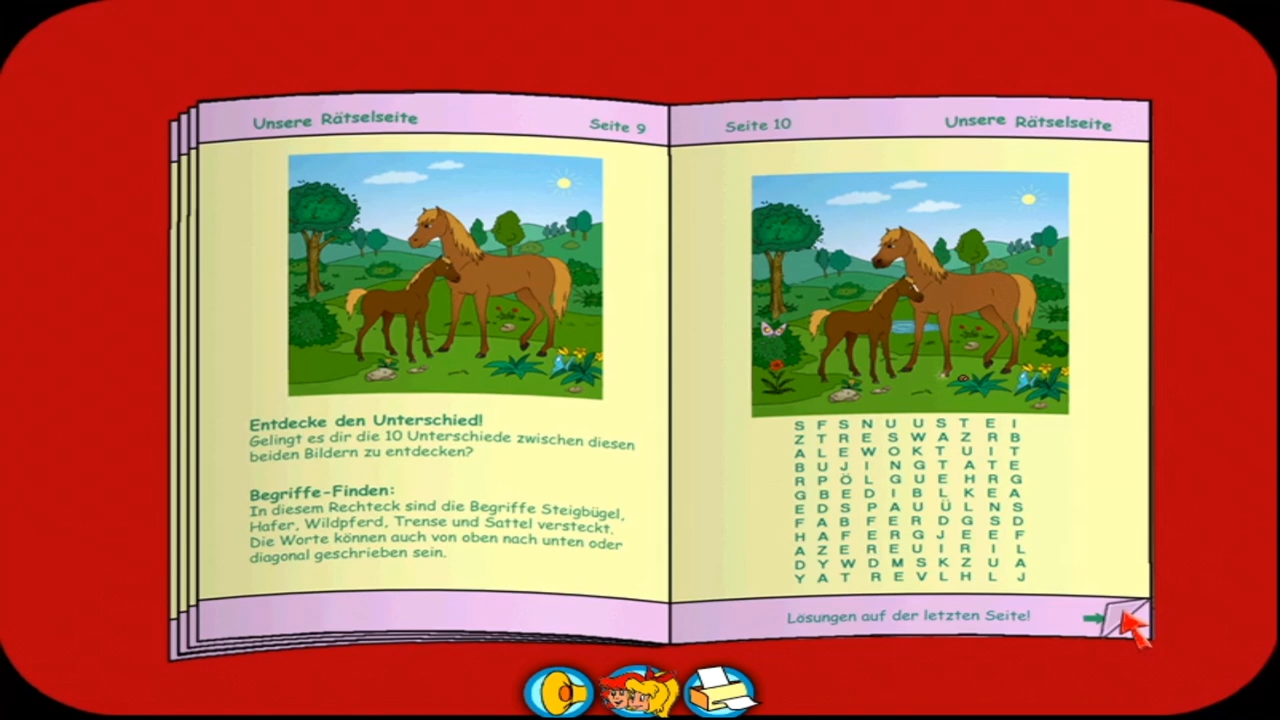 Unsere Rätselseite
Seite 9
Entdecke den Unterschied!
Gelingt es dir die 10 Unterschiede zwischen diesen
beiden Bildern zu entdecken?
Begriffe-Finden:
In diesem Rechteck sind die Begriffe Steigbügel,
Hafer, Wildpferd, Trense und Sattel versteckt.
Die Worte können auch von oben nach unten oder
diagonal geschrieben sein.
Seite 10
Unsere Rätselseite
S F S N U U S T E I
Z T R E S W A Z R B
A L E W O K T U I T
B U J I N G T A T E
R P Ö L G U E H R G
G B E D I B L K E A
E D S P A U Ü L N S
F A B F E R D G S D
H A F E R G J E E F
A Z E R E U I R I L
D Y W D M S K Z U A
Y A T R E V L H L J
Lösungen auf der letzten Seite!